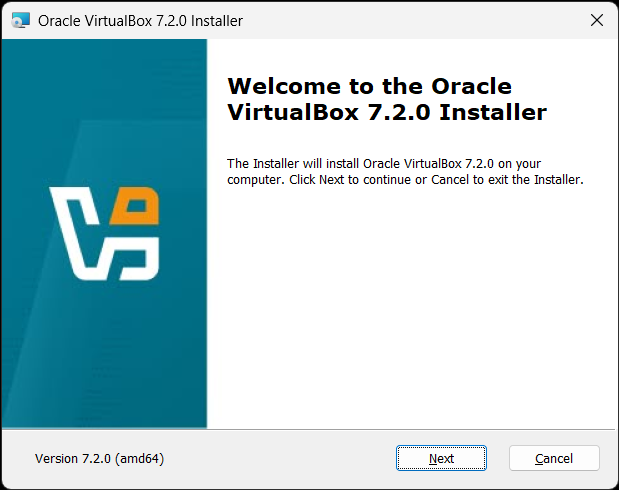 Oracle VirtualBox 7.2.0 Installer
Welcome to the Oracle
VirtualBox 7.2.0 Installer
The Installer will install Oracle VirtualBox 7.2.0 on your
computer. Click Next to continue or Cancel to exit the Installer.
Version 7.2.0 (amd64)
Next
Cancel